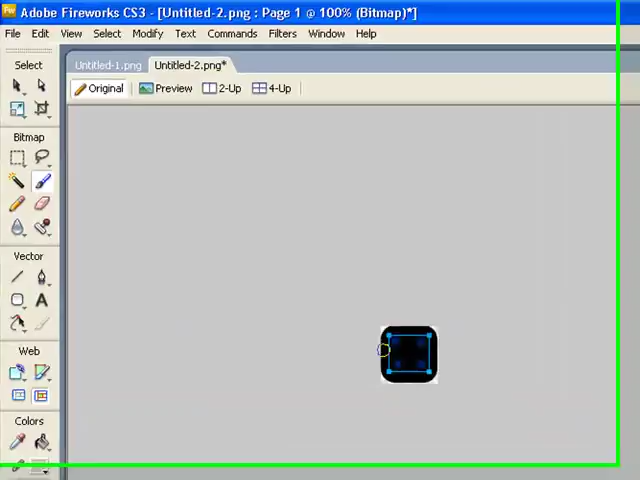 Fw Adobe Fireworks CS3 - [Untitled-2.png : Page 1 @ 100% (Bitmap)*]
File Edit View Select Modify Text Commands Filters Window Help
Select
Untitled-1.png Untitled-2.png*
Original Preview 2-Up 4-Up
Bitmap
Vector
A
Web
Colors